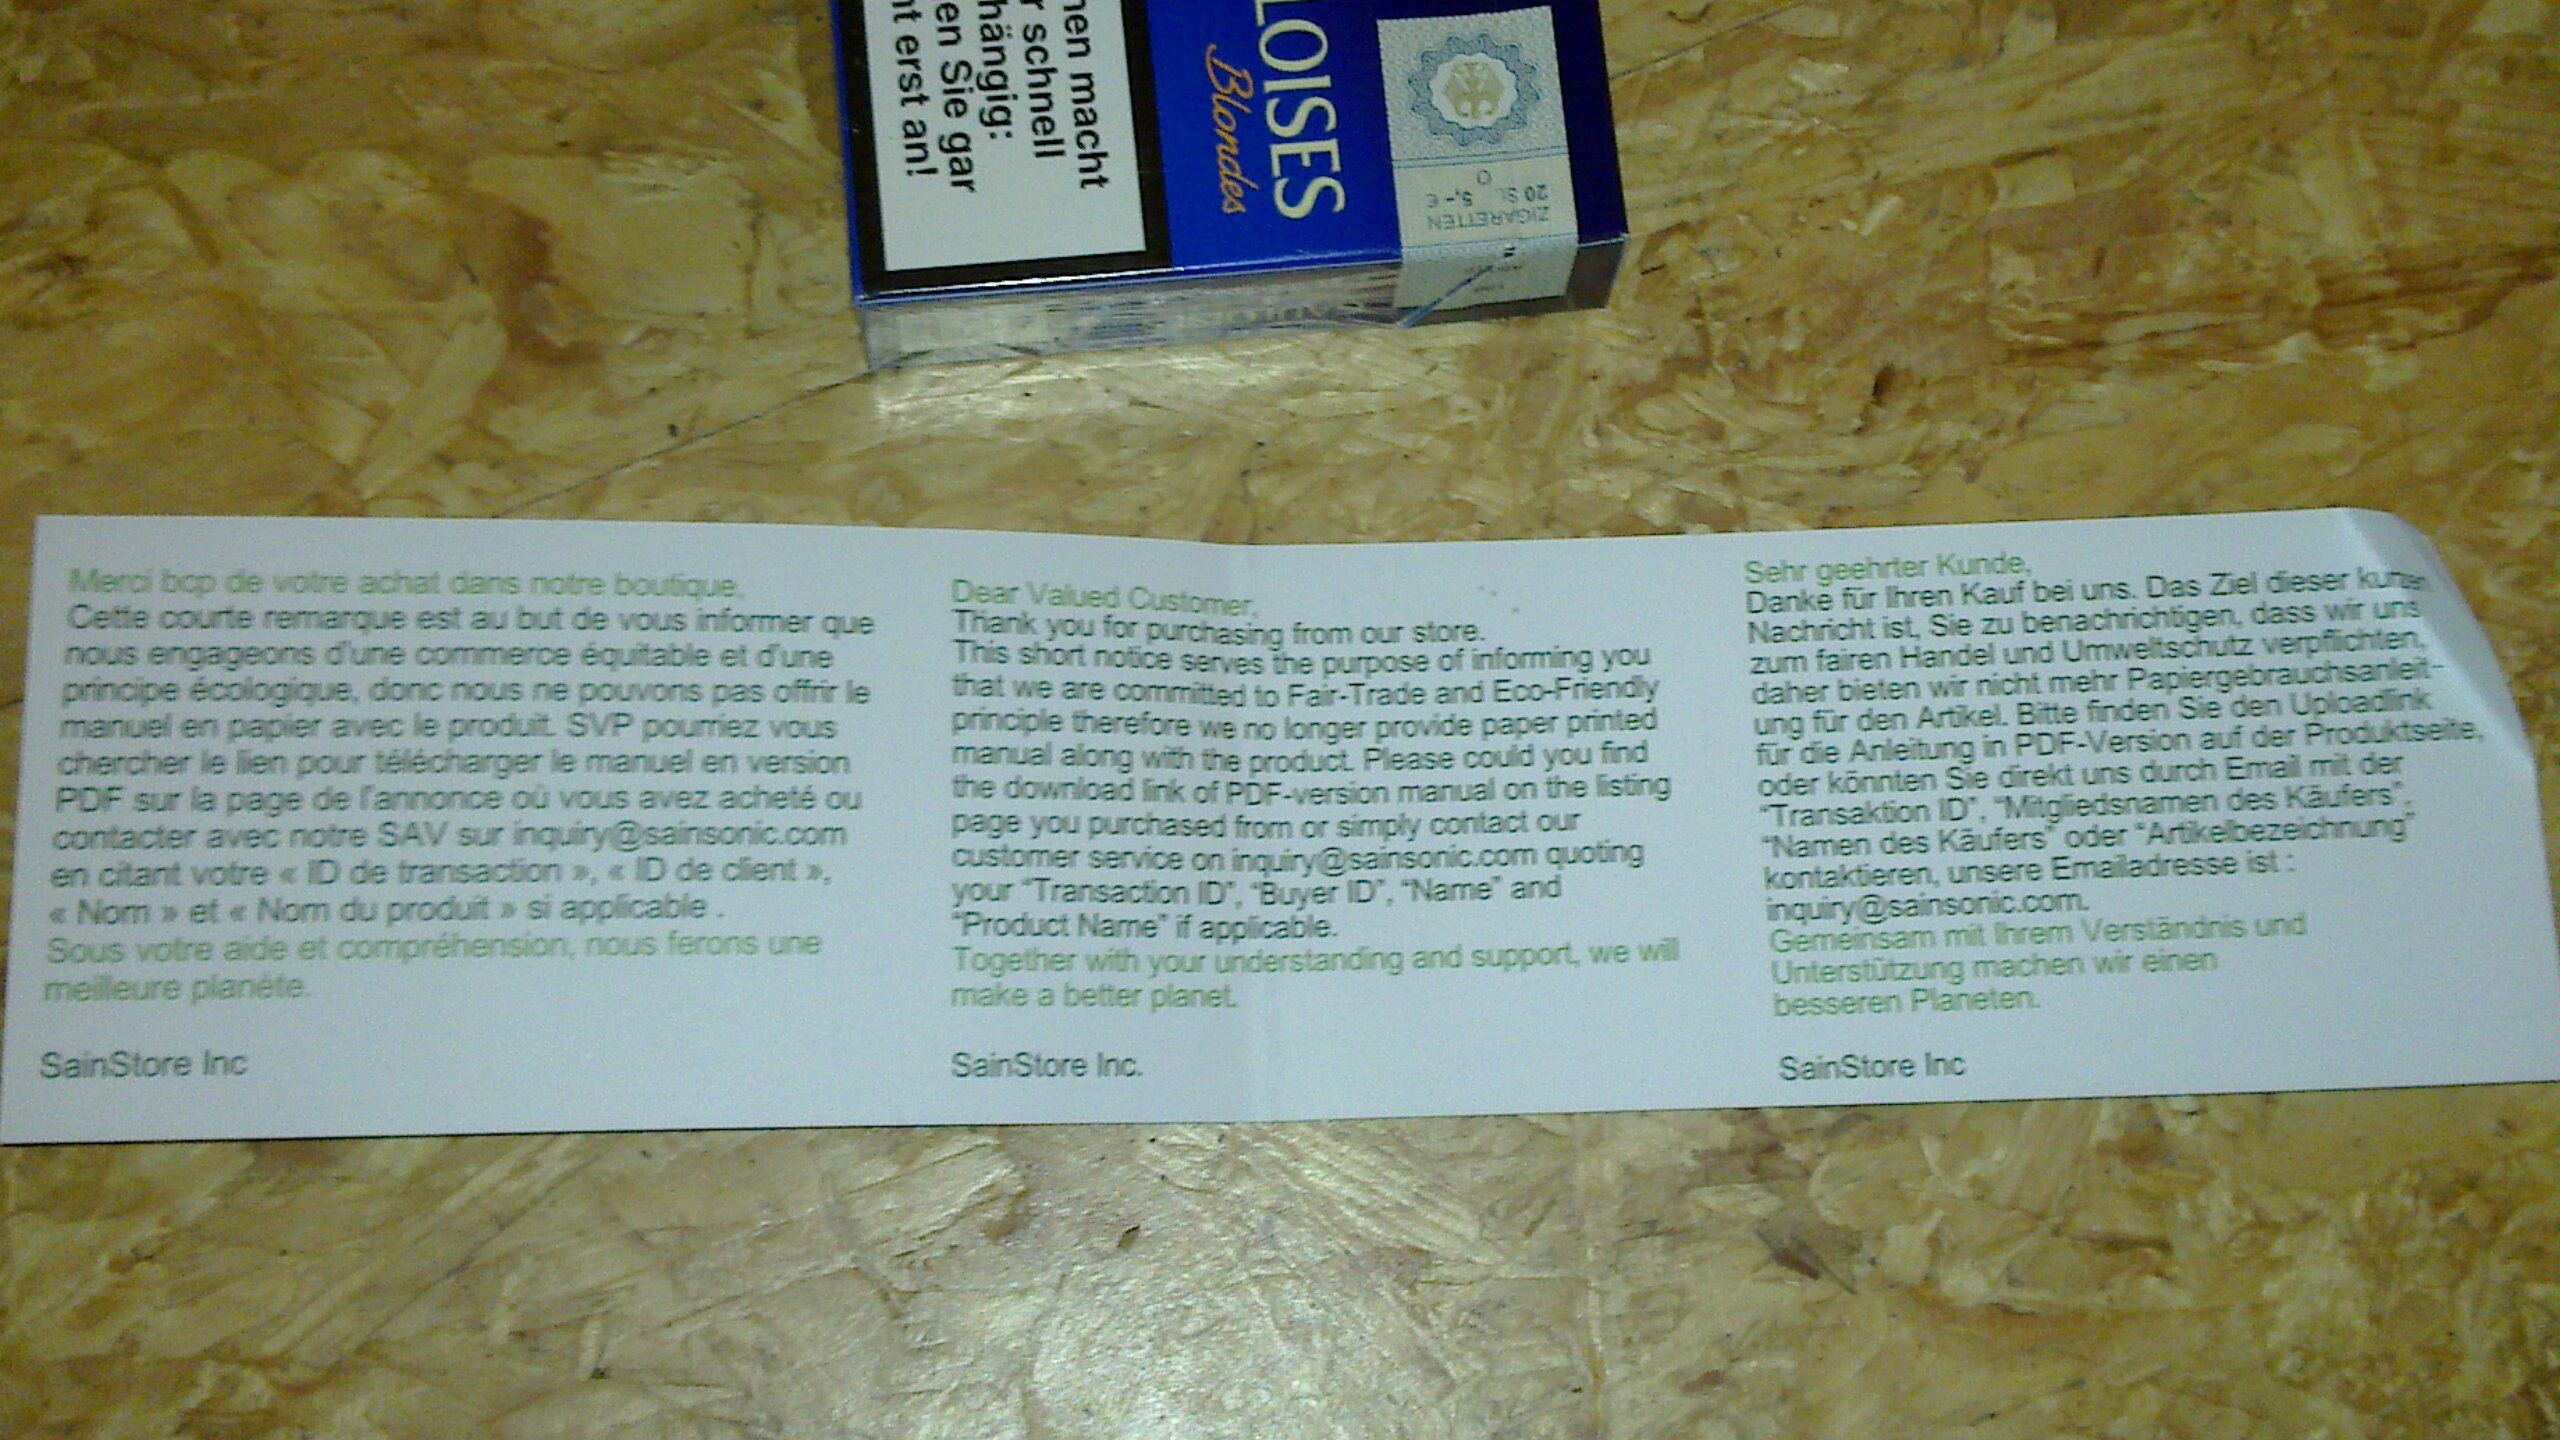 nen macht
r schnell
hängig:
en Sie gar
nt erst an!
LOISES
Blondes
ZIGARETTEN
20 St 5,- €
Merci bcp de votre achat dans notre boutique,
Cette courte remarque est au but de vous informer que
nous engageons d'une commerce équitable et d'une
principe écologique, donc nous ne pouvons pas offrir le
manuel en papier avec le produit. SVP pourriez vous
chercher le lien pour télécharger le manuel en version
PDF sur la page de l'annonce où vous avez acheté ou
contacter avec notre SAV sur inquiry@sainsonic.com
en citant votre « ID de transaction », « ID de client »,
« Nom » et « Nom du produit » si applicable .
Sous votre aide et compréhension, nous ferons une
meilleure planète.
SainStore Inc
Dear Valued Customer,
Thank you for purchasing from our store.
This short notice serves the purpose of informing you
that we are committed to Fair-Trade and Eco-Friendly
principle therefore we no longer provide paper printed
manual along with the product. Please could you find
the download link of PDF-version manual on the listing
page you purchased from or simply contact our
customer service on inquiry@sainsonic.com quoting
your "Transaction ID", "Buyer ID", "Name" and
"Product Name" if applicable.
Together with your understanding and support, we will
make a better planet.
SainStore Inc.
Sehr geehrter Kunde,
Danke für Ihren Kauf bei uns. Das Ziel dieser kurzen
Nachricht ist, Sie zu benachrichtigen, dass wir uns
zum fairen Handel und Umweltschutz verpflichten,
daher bieten wir nicht mehr Papiergebrauchsanleit-
ung für den Artikel. Bitte finden Sie den Uploadlink
für die Anleitung in PDF-Version auf der Produktseite,
oder könnten Sie direkt uns durch Email mit der
"Transaktion ID", "Mitgliedsnamen des Käufers",
"Namen des Käufers" oder "Artikelbezeichnung"
kontaktieren, unsere Emailadresse ist :
inquiry@sainsonic.com.
Gemeinsam mit Ihrem Verständnis und
Unterstützung machen wir einen
besseren Planeten.
SainStore Inc